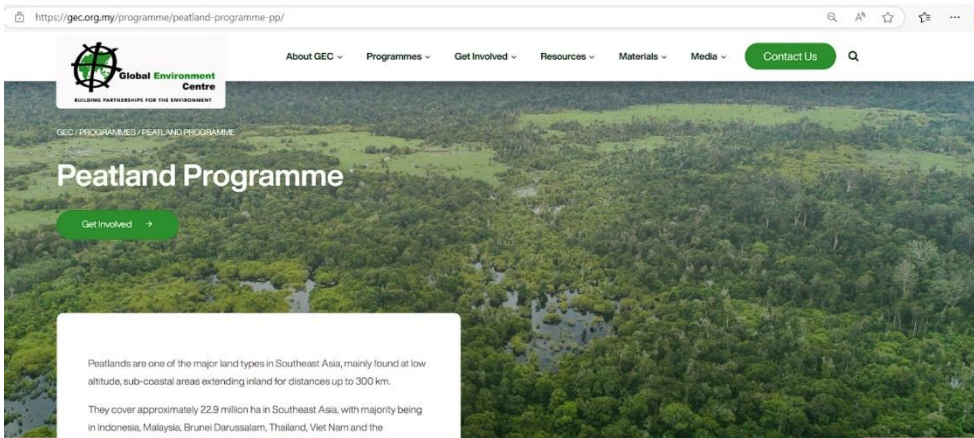 https://gec.org.my/programme/peatland-programme-pp/
Global Environment
Centre
BUILDING PARTNERSHIPS FOR THE ENVIRONMENT
About GEC
Programmes
Get Involved
Resources
Materials
Media
Contact Us
GEC / PROGRAMMES / PEATLAND PROGRAMME
Peatland Programme
Get Involved →
Peatlands are one of the major land types in Southeast Asia, mainly found at low
altitude, sub-coastal areas extending inland for distances up to 300 km.
They cover approximately 22.9 million ha in Southeast Asia, with majority being
in Indonesia, Malaysia, Brunei Darussalam, Thailand, Viet Nam and the